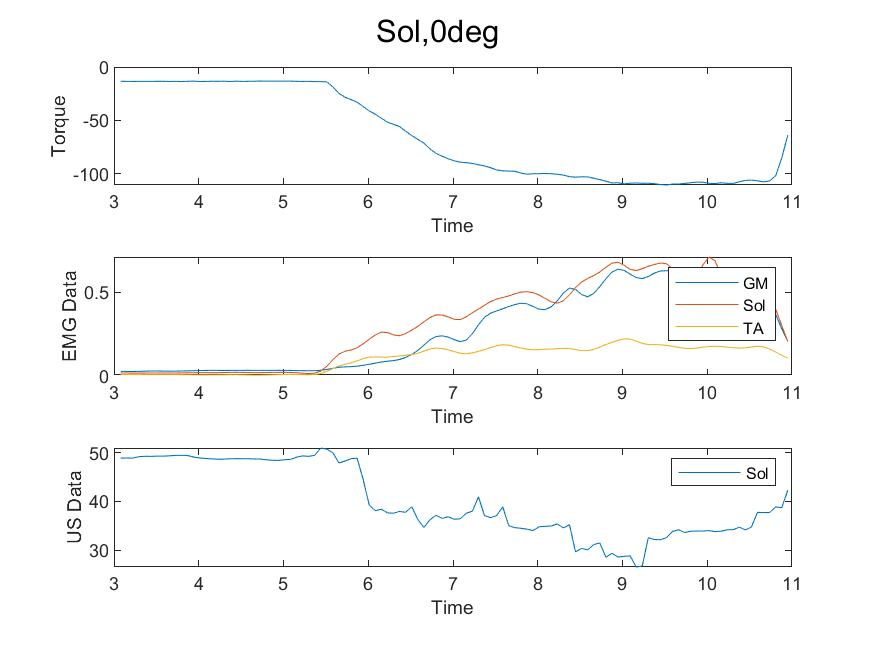 Sol,0deg
0
-50
-100
Torque
3 4 5 6 7 8 9 10 11
Time
0.5
0
EMG Data
GM
Sol
TA
3 4 5 6 7 8 9 10 11
Time
50
40
30
US Data
Sol
3 4 5 6 7 8 9 10 11
Time